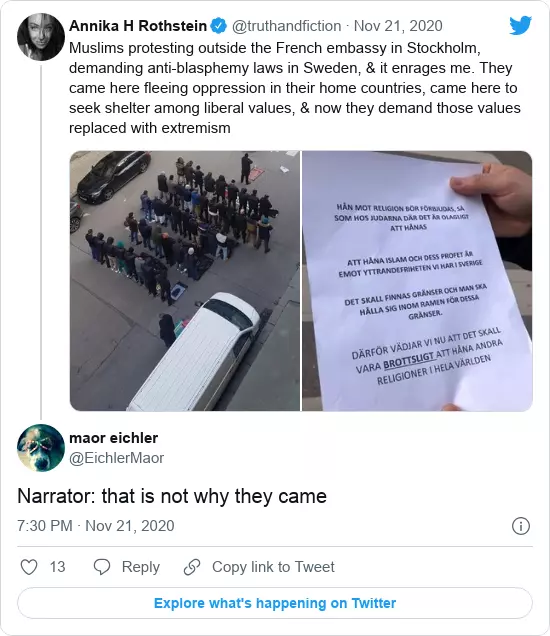 Annika H Rothstein @truthandfiction · Nov 21, 2020
Muslims protesting outside the French embassy in Stockholm,
demanding anti-blasphemy laws in Sweden, & it enrages me. They
came here fleeing oppression in their home countries, came here to
seek shelter among liberal values, & now they demand those values
replaced with extremism
HÅN MOT RELIGION BÖR FÖRBJUDAS, SÅ
SOM HOS JUDARNA DÄR DET ÄR OLAGLIGT
ATT HÅNAS
ATT HÅNA ISLAM OCH DESS PROFET ÄR
EMOT YTTRANDEFRIHETEN VI HAR I SVERIGE
DET SKALL FINNAS GRÄNSER OCH MAN SKA
HÅLLA SIG INOM RAMEN FÖR DESSA
GRÄNSER.
DÄRFÖR VÄDJAR VI NU ATT DET SKALL
VARA BROTTSLIGT ATT HÅNA ANDRA
RELIGIONER I HELA VÄRLDEN
maor eichler
@EichlerMaor
Narrator: that is not why they came
7:30 PM · Nov 21, 2020
13 Reply Copy link to Tweet
Explore what's happening on Twitter